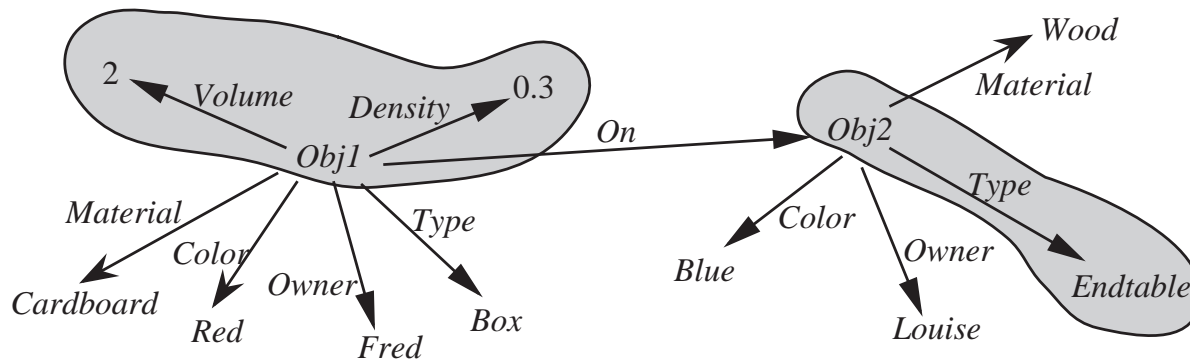 Wood
2
Volume
Density
0.3
Material
On
Obj1
Obj2
Material
Color
Type
Type
Color
Owner
Owner
Cardboard
Red
Fred
Box
Blue
Louise
Endtable